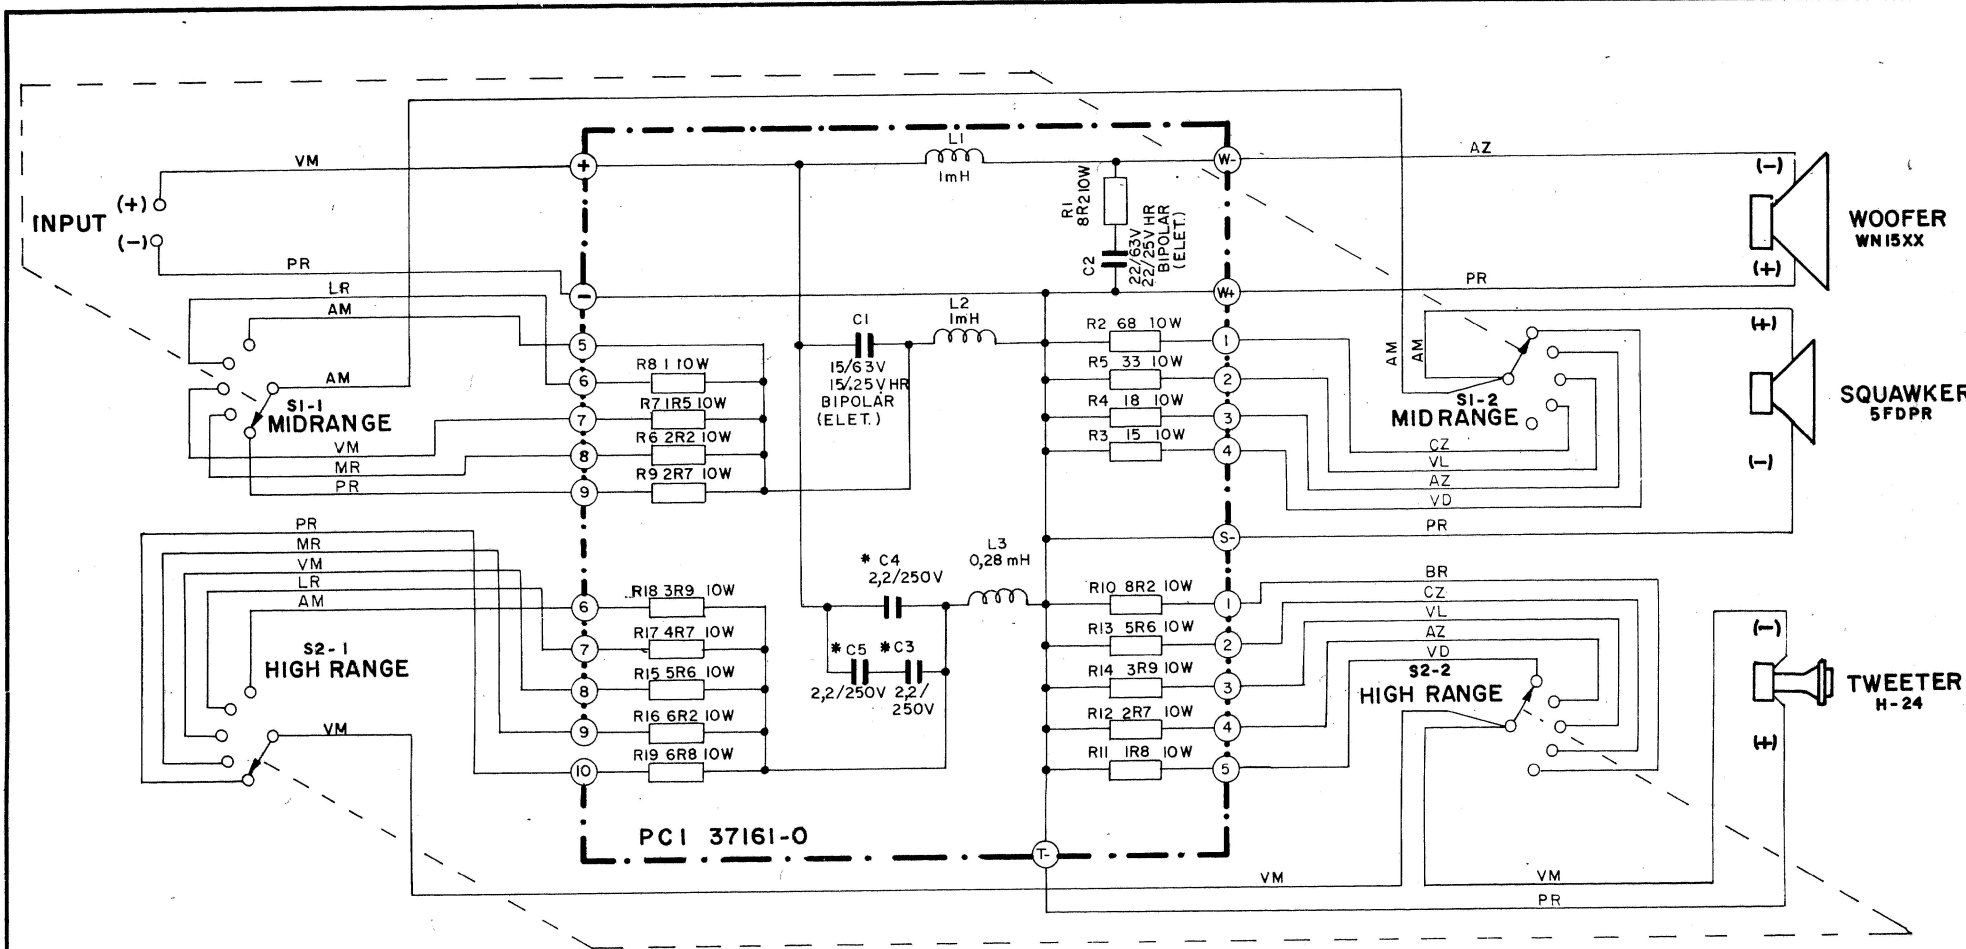 L1
1mH
VM
W-
AZ
+
(-)
INPUT
(+)
(-)
R1
8R2 10W
C2
22/63V
22/25V HR
BIPOLAR
(ELET.)
WOOFER
WN15XX
(+)
PR
LR
AM
-
W+
PR
L2
1mH
C1
15/63V
15/25V HR
BIPOLAR
(ELET.)
5
6
7
8
9
R8 1 10W
R7 1R5 10W
R6 2R2 10W
R9 2R7 10W
R2 68 10W
R5 33 10W
R4 18 10W
R3 15 10W
1
2
3
4
AM
AM
(+)
AM
S1-1
MIDRANGE
VM
MR
PR
S1-2
MIDRANGE
CZ
VL
AZ
VD
PR
SQUAWKER
5FDPR
(-)
S-
PR
MR
VM
LR
AM
* C4
2,2/250V
L3
0,28 mH
* C5
2,2/250V
* C3
2,2/
250V
6
7
8
9
10
R18 3R9 10W
R17 4R7 10W
R15 5R6 10W
R16 6R2 10W
R19 6R8 10W
R10 8R2 10W
R13 5R6 10W
R14 3R9 10W
R12 2R7 10W
R11 1R8 10W
1
2
3
4
5
BR
CZ
VL
AZ
VD
S2-1
HIGH RANGE
VM
S2-2
HIGH RANGE
(-)
TWEETER
H-24
(+)
PCI 37161-0
T-
VM
VM
PR